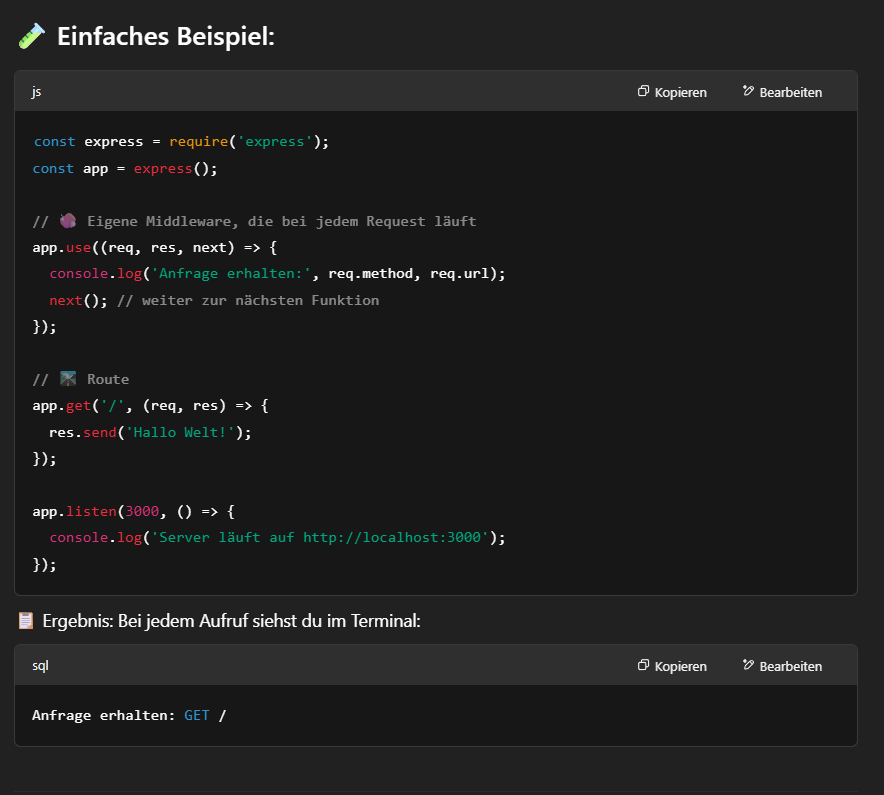 Einfaches Beispiel:
js Kopieren Bearbeiten
const express = require('express');
const app = express();
// Eigene Middleware, die bei jedem Request läuft
app.use((req, res, next) => {
  console.log('Anfrage erhalten:', req.method, req.url);
  next(); // weiter zur nächsten Funktion
});
// Route
app.get('/', (req, res) => {
  res.send('Hallo Welt!');
});
app.listen(3000, () => {
  console.log('Server läuft auf http://localhost:3000');
});
Ergebnis: Bei jedem Aufruf siehst du im Terminal:
sql Kopieren Bearbeiten
Anfrage erhalten: GET /